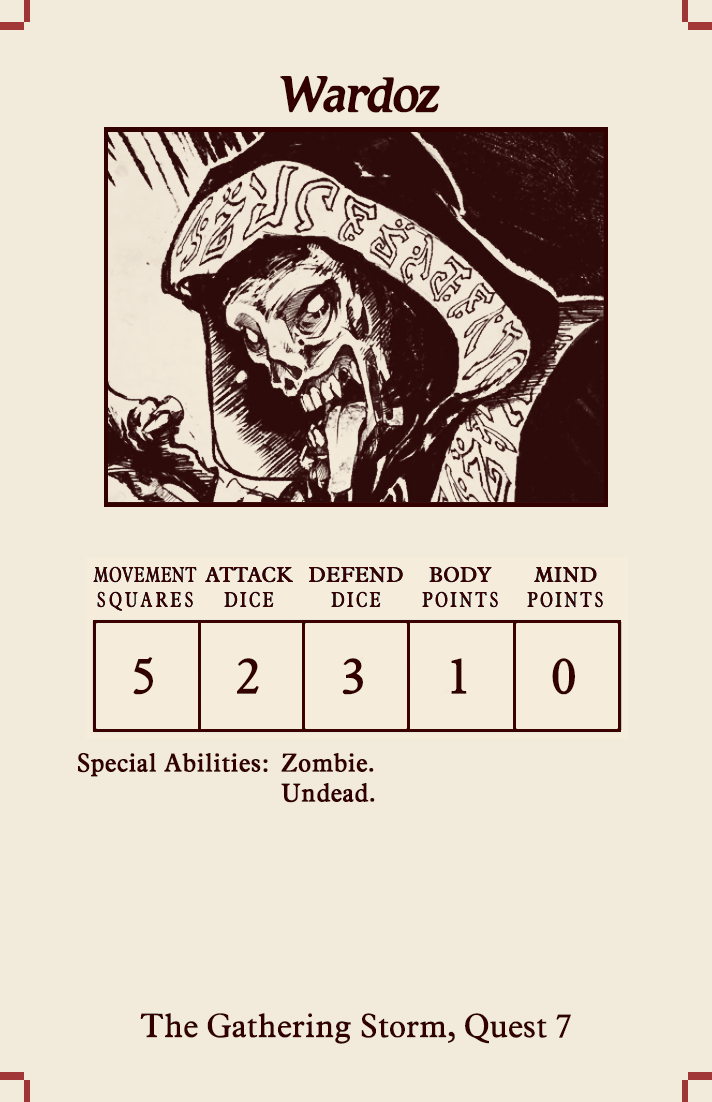 Wardoz
MOVEMENT ATTACK DEFEND BODY MIND
SQUARES DICE DICE POINTS POINTS
5 2 3 1 0
Special Abilities: Zombie.
Undead.
The Gathering Storm, Quest 7